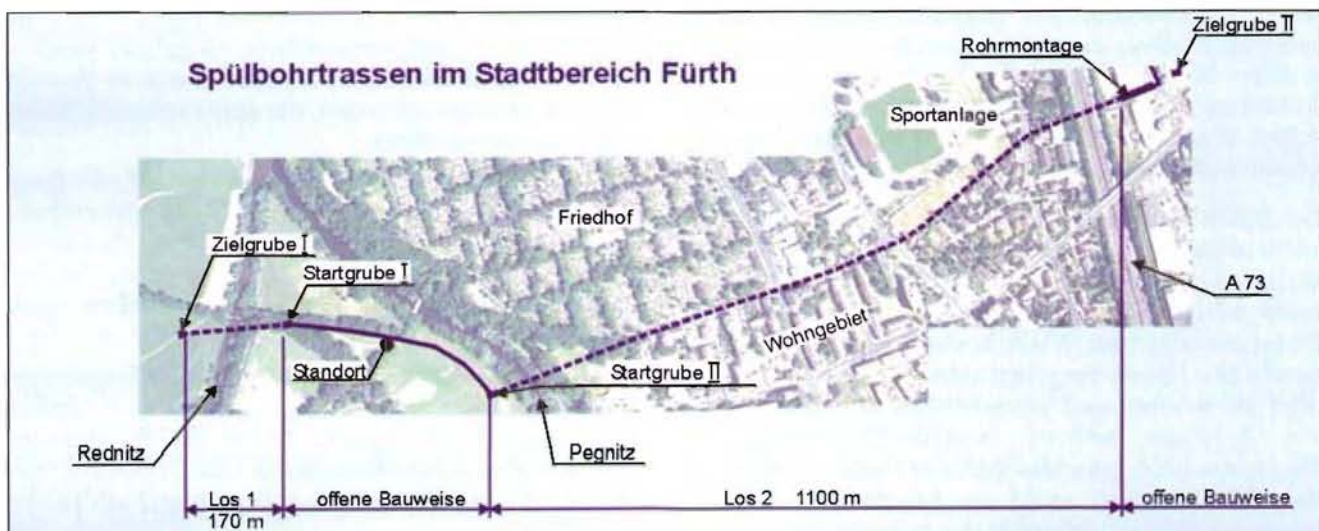 Zielgrube II
Rohrmontage
Spülbohrtrassen im Stadtbereich Fürth
Sportanlage
Friedhof
Zielgrube I
Startgrube I
A 73
Wohngebiet
Standort
Startgrube II
Rednitz
Pegnitz
Los 1
170 m
offene Bauweise
Los 2 1100 m
offene Bauweise